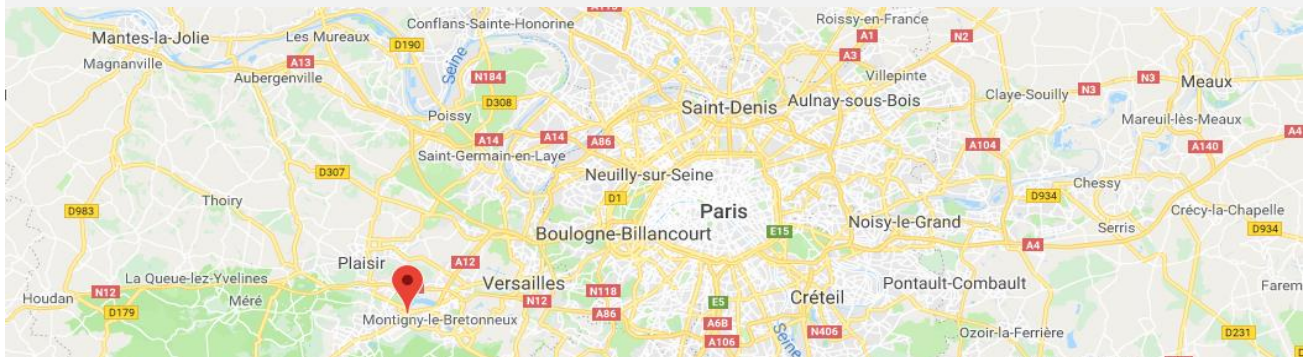 A115
Conflans-Sainte-Honorine
Roissy-en-France
Mantes-la-Jolie
Les Mureaux
D190
A1
N2
Magnanville
A13
Seine
A3
Aubergenville
N184
Villepinte
N3
Meaux
D308
Saint-Denis
Aulnay-sous-Bois
Claye-Souilly
N3
Poissy
Mareuil-lès-Meaux
A14
A14
A86
A104
A140
A4
Saint-Germain-en-Laye
D307
Neuilly-sur-Seine
Chessy
Thoiry
D1
D934
D983
Paris
Noisy-le-Grand
Crécy-la-Chapelle
Boulogne-Billancourt
E15
Serris
D934
A4
Plaisir
A12
La Queue-lez-Yvelines
Versailles
Pontault-Combault
Farem
Houdan
N12
Méré
N12
N118
E5
Créteil
D179
Montigny-le-Bretonneux
A86
A6B
Seine
N406
Ozoir-la-Ferrière
D231
A106